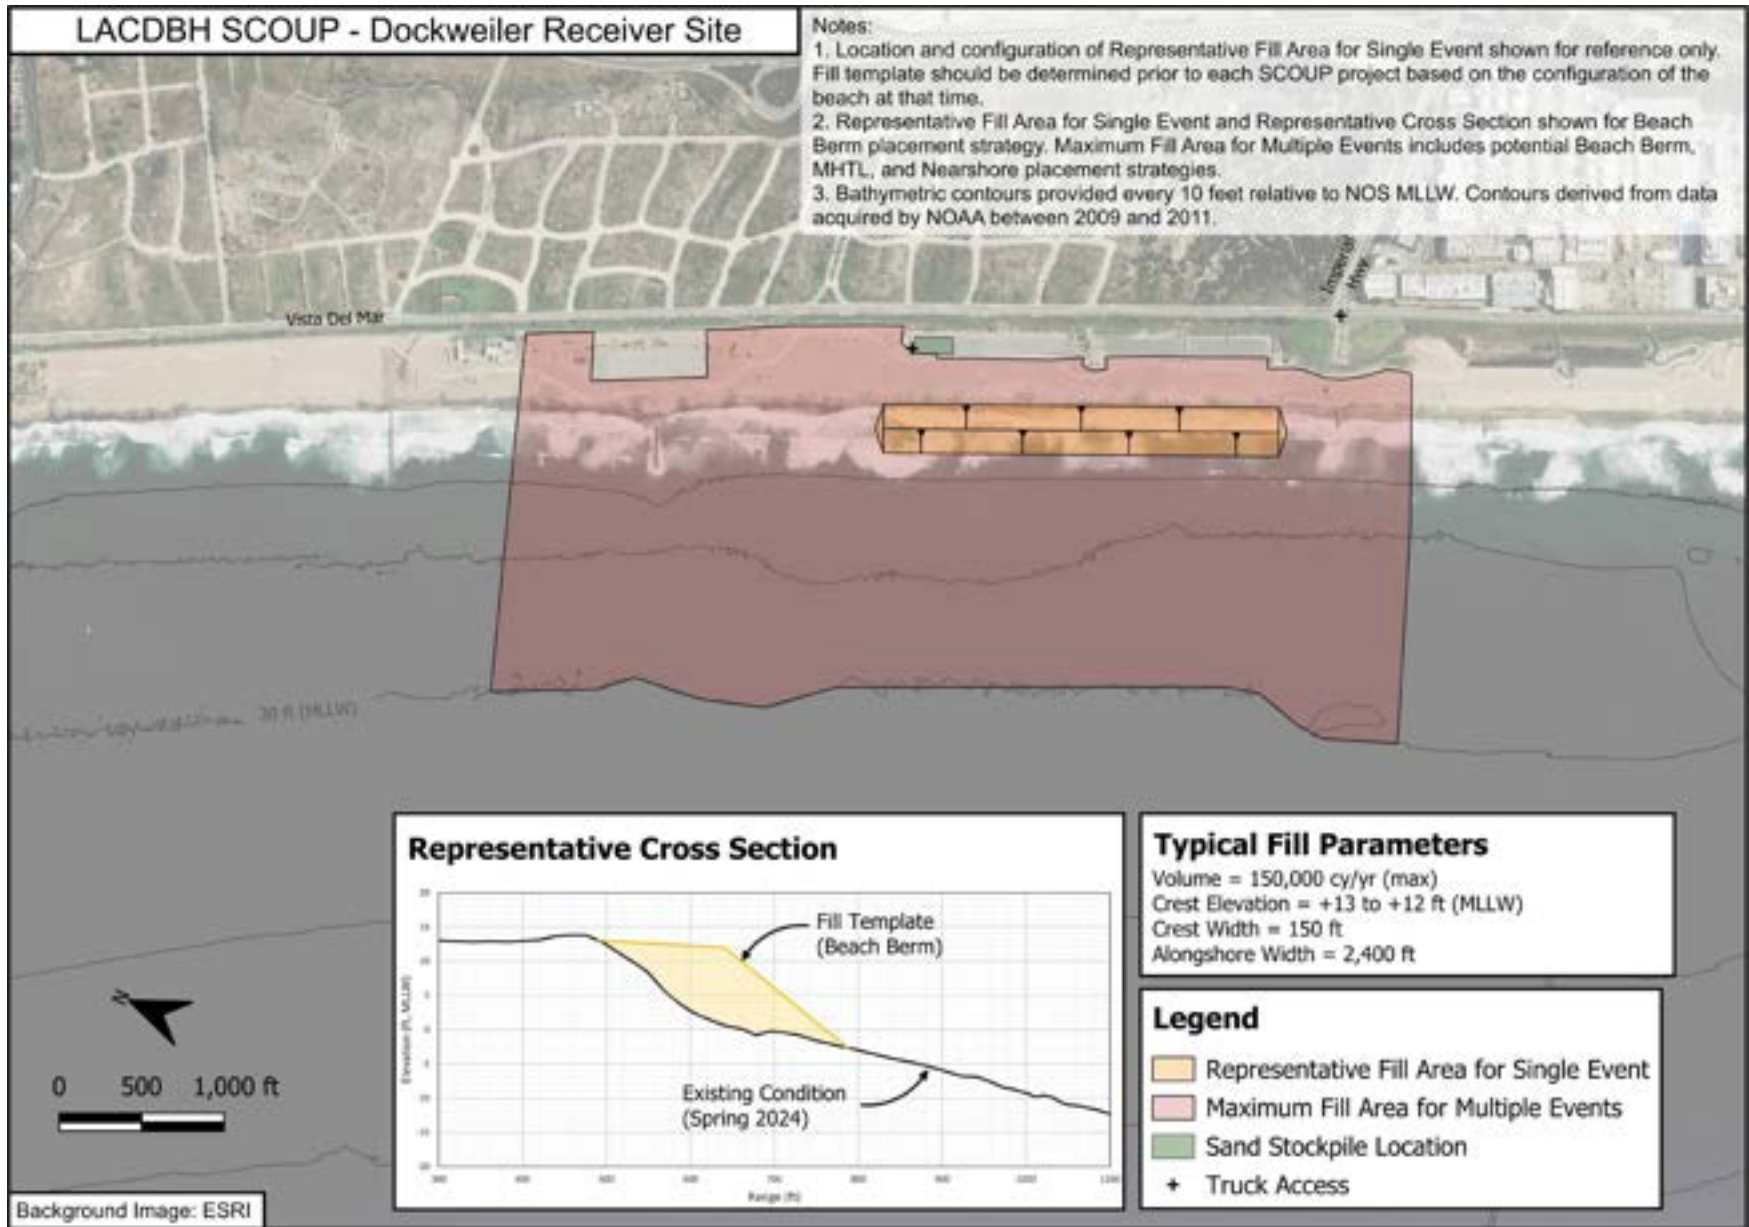 LACDBH SCOUP - Dockweiler Receiver Site
Notes:
1. Location and configuration of Representative Fill Area for Single Event shown for reference only.
Fill template should be determined prior to each SCOUP project based on the configuration of the
beach at that time.
2. Representative Fill Area for Single Event and Representative Cross Section shown for Beach
Berm placement strategy. Maximum Fill Area for Multiple Events includes potential Beach Berm,
MHTL, and Nearshore placement strategies.
3. Bathymetric contours provided every 10 feet relative to NOS MLLW. Contours derived from data
acquired by NOAA between 2009 and 2011.
Imperial
Hwy
Vista Del Mar
30 ft (MLLW)
Representative Cross Section
Fill Template
(Beach Berm)
Existing Condition
(Spring 2024)
Elevation (ft, MLLW)
Range (ft)
Typical Fill Parameters
Volume = 150,000 cy/yr (max)
Crest Elevation = +13 to +12 ft (MLLW)
Crest Width = 150 ft
Alongshore Width = 2,400 ft
N
0 500 1,000 ft
Legend
Representative Fill Area for Single Event
Maximum Fill Area for Multiple Events
Sand Stockpile Location
Truck Access
Background Image: ESRI